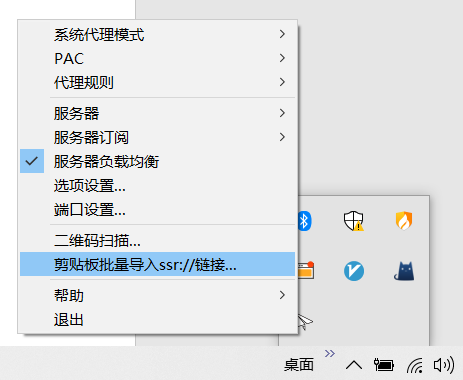 系统代理模式
PAC
代理规则
服务器
服务器订阅
服务器负载均衡
选项设置...
端口设置...
二维码扫描...
剪贴板批量导入ssr://链接...
帮助
退出
桌面